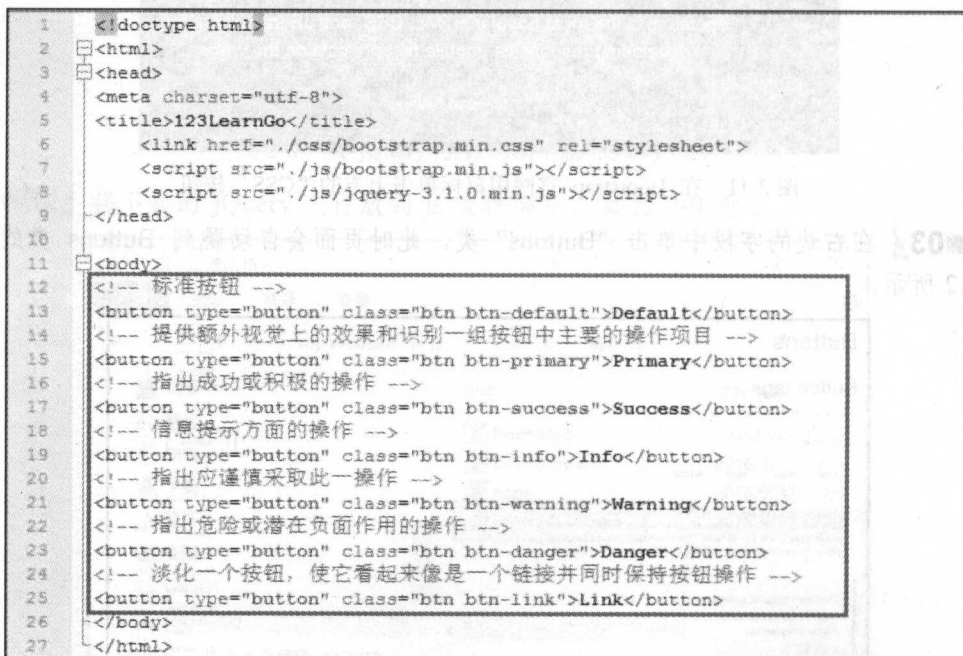 1 <!doctype html>
2 <html>
3 <head>
4 <meta charset="utf-8">
5 <title>123LearnGo</title>
6 <link href="./css/bootstrap.min.css" rel="stylesheet">
7 <script src="./js/bootstrap.min.js"></script>
8 <script src="./js/jquery-3.1.0.min.js"></script>
9 </head>
10
11 <body>
12 <!-- 标准按钮 -->
13 <button type="button" class="btn btn-default">Default</button>
14 <!-- 提供额外视觉上的效果和识别一组按钮中主要的操作项目 -->
15 <button type="button" class="btn btn-primary">Primary</button>
16 <!-- 指出成功或积极的操作 -->
17 <button type="button" class="btn btn-success">Success</button>
18 <!-- 信息提示方面的操作 -->
19 <button type="button" class="btn btn-info">Info</button>
20 <!-- 指出应谨慎采取此一操作 -->
21 <button type="button" class="btn btn-warning">Warning</button>
22 <!-- 指出危险或潜在负面作用的操作 -->
23 <button type="button" class="btn btn-danger">Danger</button>
24 <!-- 淡化一个按钮，使它看起来像是一个链接并同时保持按钮操作 -->
25 <button type="button" class="btn btn-link">Link</button>
26 </body>
27 </html>